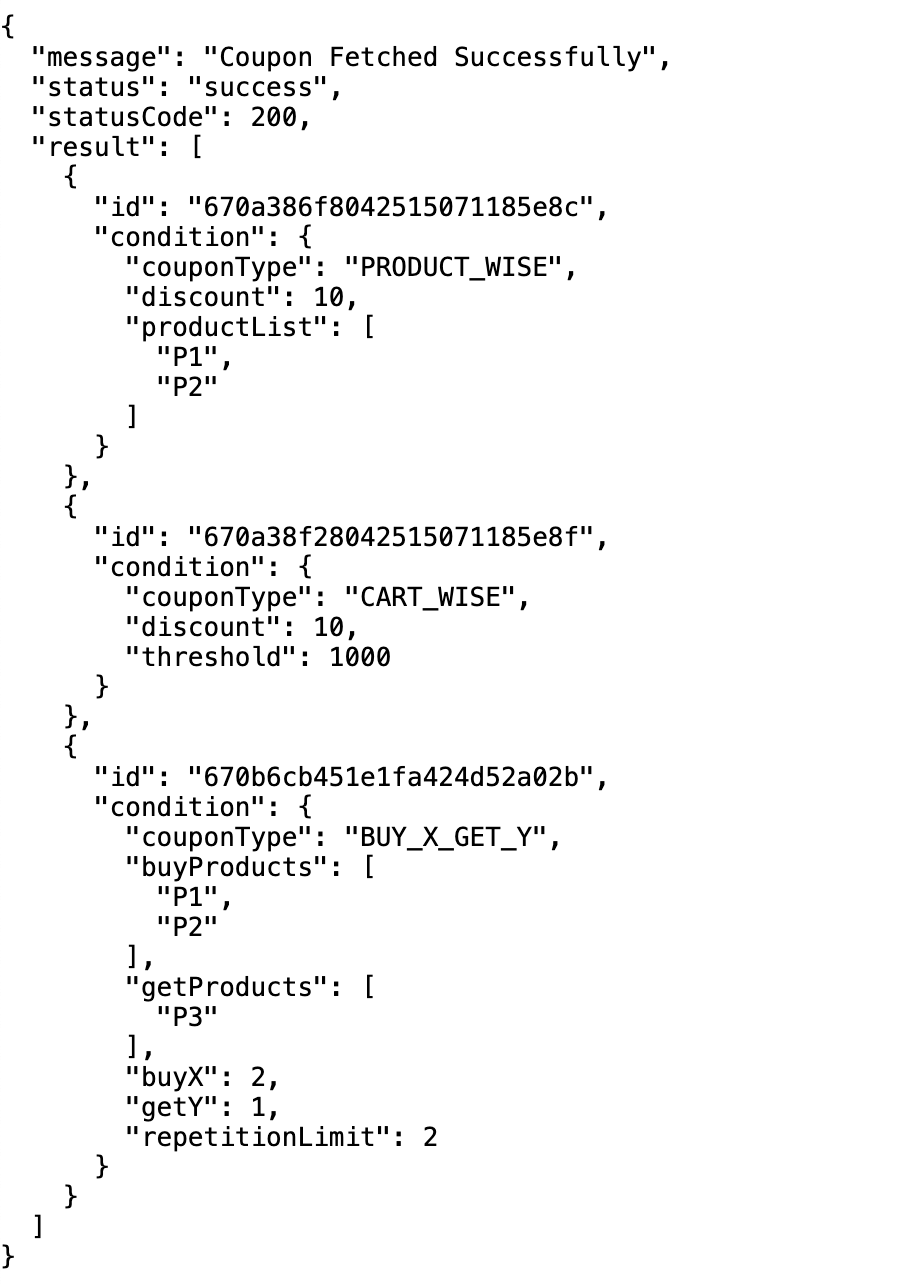 {
  "message": "Coupon Fetched Successfully",
  "status": "success",
  "statusCode": 200,
  "result": [
    {
      "id": "670a386f8042515071185e8c",
      "condition": {
        "couponType": "PRODUCT_WISE",
        "discount": 10,
        "productList": [
          "P1",
          "P2"
        ]
      }
    },
    {
      "id": "670a38f28042515071185e8f",
      "condition": {
        "couponType": "CART_WISE",
        "discount": 10,
        "threshold": 1000
      }
    },
    {
      "id": "670b6cb451e1fa424d52a02b",
      "condition": {
        "couponType": "BUY_X_GET_Y",
        "buyProducts": [
          "P1",
          "P2"
        ],
        "getProducts": [
          "P3"
        ],
        "buyX": 2,
        "getY": 1,
        "repetitionLimit": 2
      }
    }
  ]
}